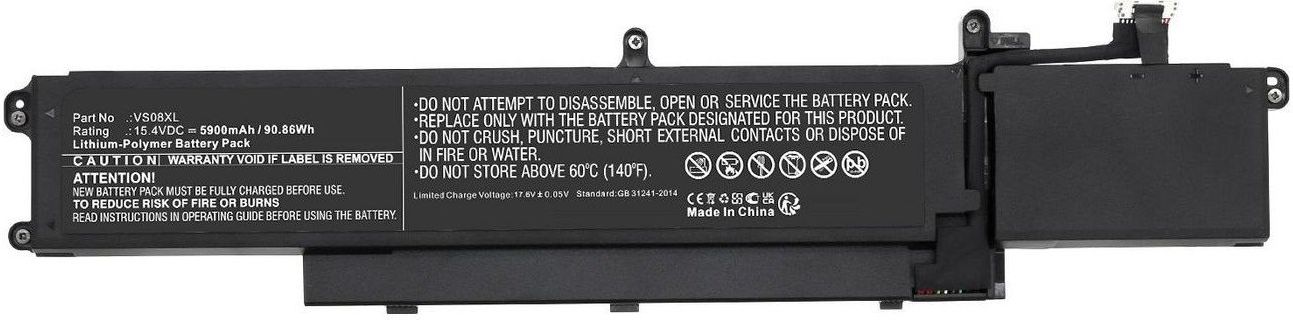 Part No .:VS08XL
Rating .:15.4VDC ⎓ 5900mAh / 90.86Wh
Lithium-Polymer Battery Pack
CAUTION WARRANTY VOID IF LABEL IS REMOVED
ATTENTION!
NEW BATTERY PACK MUST BE FULLY CHARGED BEFORE USE.
TO REDUCE RISK OF FIRE OR BURNS
READ INSTRUCTIONS IN OPERATING GUIDE BEFORE USING THE BATTERY.
•DO NOT ATTEMPT TO DISASSEMBLE, OPEN OR SERVICE THE BATTERY PACK.
•REPLACE ONLY WITH THE BATTERY PACK DESIGNATED FOR THIS PRODUCT.
•DO NOT CRUSH, PUNCTURE, SHORT EXTERNAL CONTACTS OR DISPOSE OF
IN FIRE OR WATER.
•DO NOT STORE ABOVE 60°C (140°F).
Limited Charge Voltage:17.6V±0.05V Standard:GB 31241-2014
CE FC UK CA
Made In China